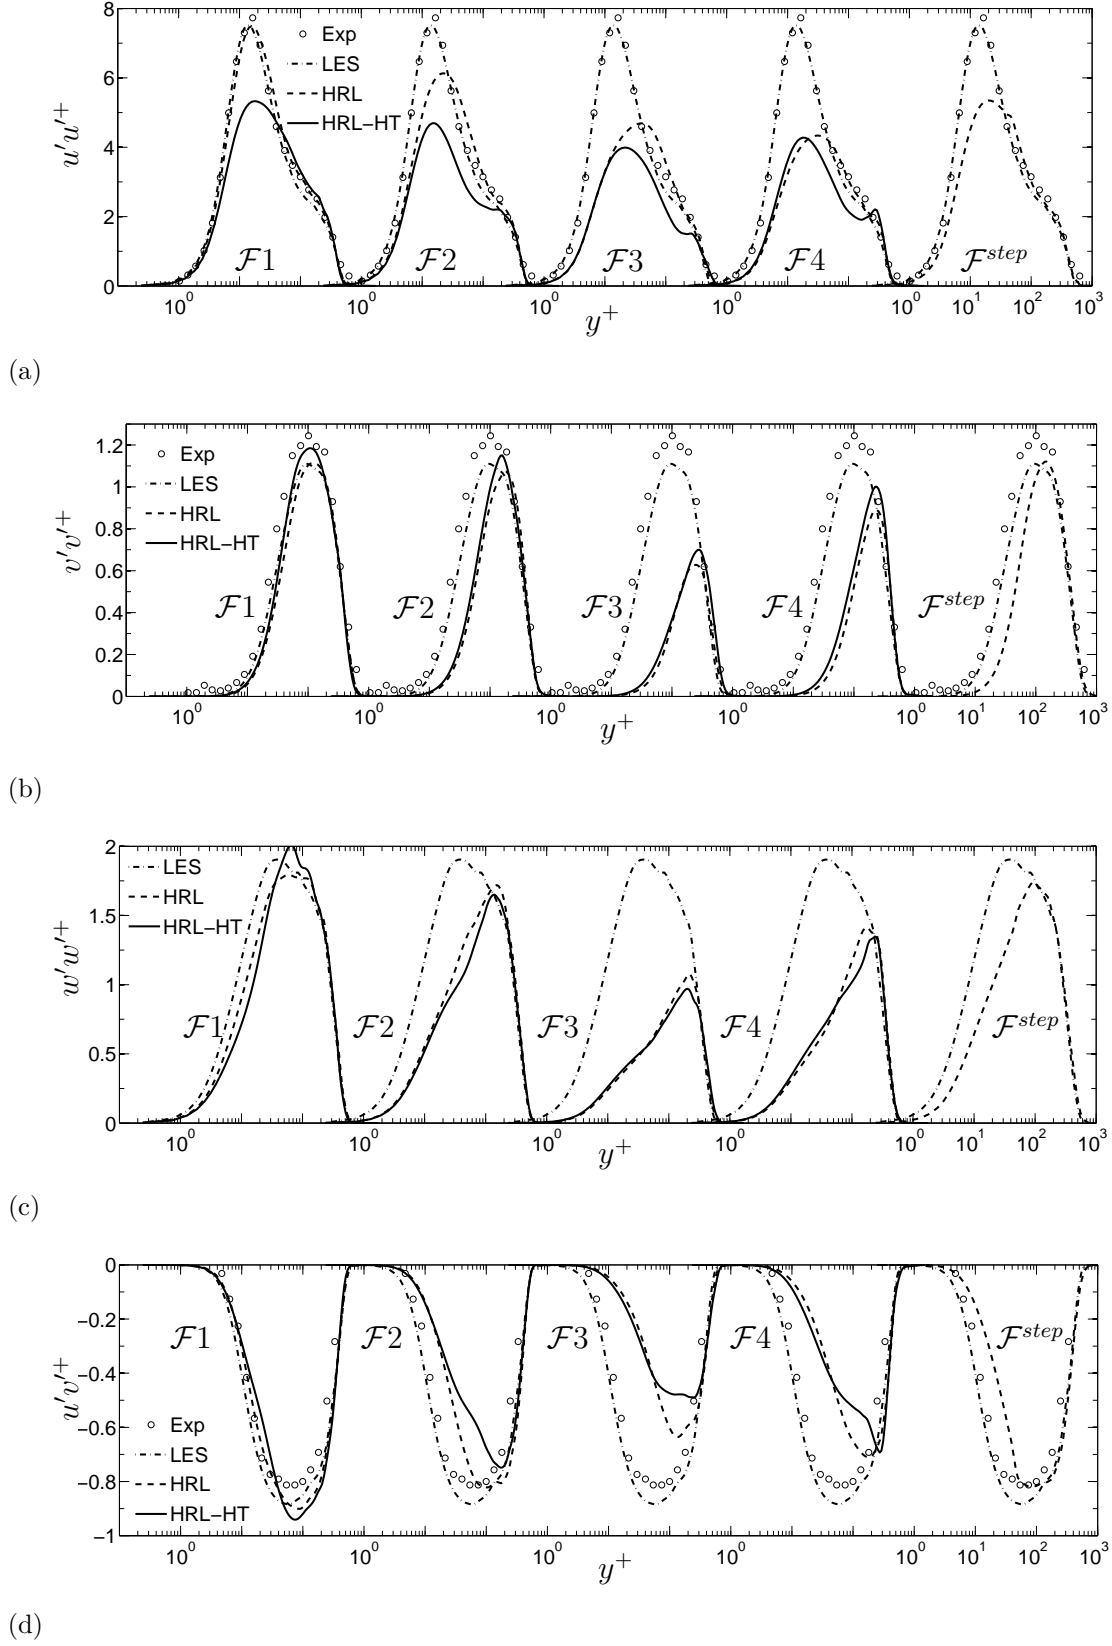 8
6
4
2
0
u′u′⁺
Exp
LES
HRL
HRL−HT
ℱ1 ℱ2 ℱ3 ℱ4 ℱ^step
10⁰ 10⁰ 10⁰ 10⁰ 10⁰ 10¹ 10² 10³
y⁺
(a)
1.2
1
0.8
0.6
0.4
0.2
0
v′v′⁺
Exp
LES
HRL
HRL−HT
ℱ1 ℱ2 ℱ3 ℱ4 ℱ^step
10⁰ 10⁰ 10⁰ 10⁰ 10⁰ 10¹ 10² 10³
y⁺
(b)
2
1.5
1
0.5
0
w′w′⁺
LES
HRL
HRL−HT
ℱ1 ℱ2 ℱ3 ℱ4 ℱ^step
10⁰ 10⁰ 10⁰ 10⁰ 10⁰ 10¹ 10² 10³
y⁺
(c)
0
−0.2
−0.4
−0.6
−0.8
−1
u′v′⁺
ℱ1 ℱ2 ℱ3 ℱ4 ℱ^step
Exp
LES
HRL
HRL−HT
10⁰ 10⁰ 10⁰ 10⁰ 10⁰ 10¹ 10² 10³
y⁺
(d)